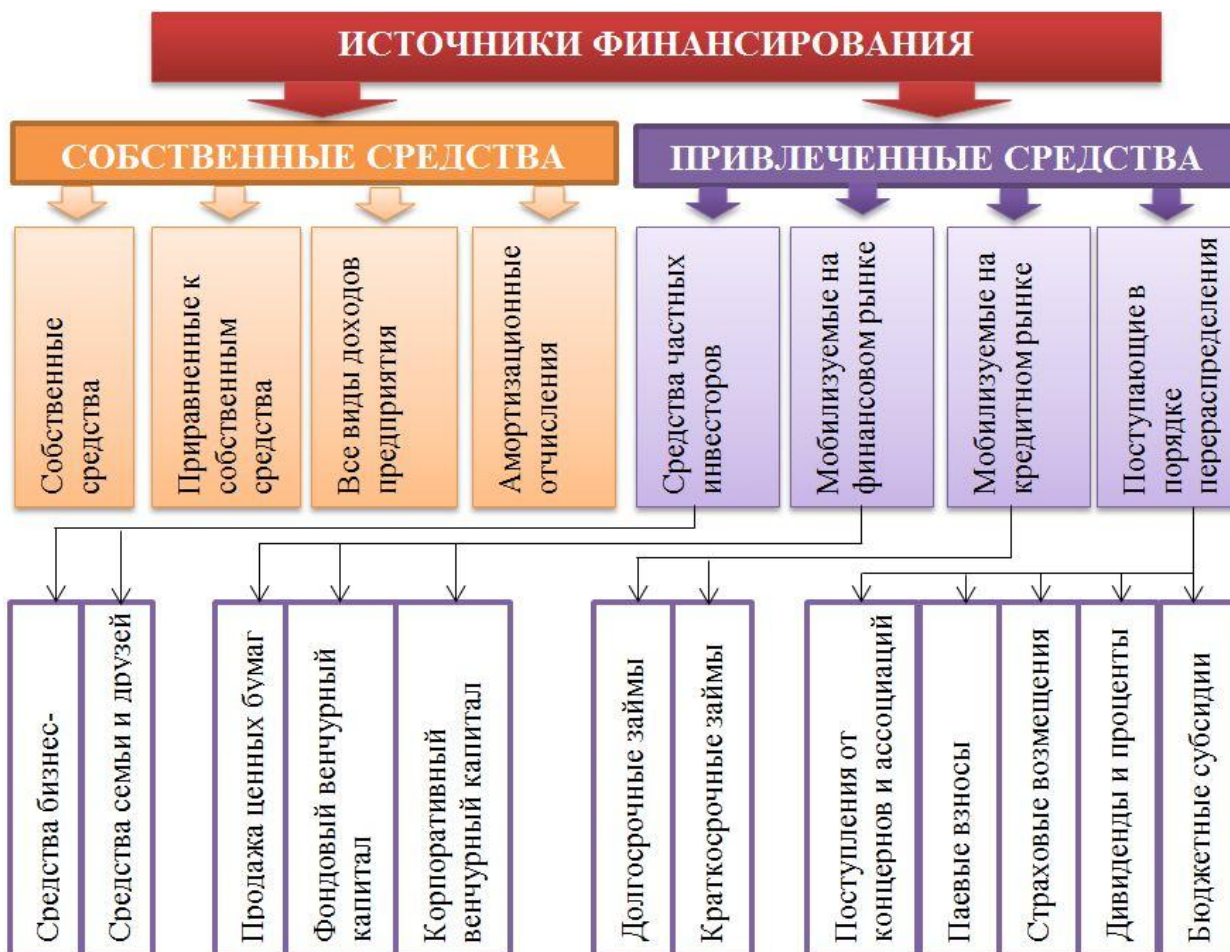 ИСТОЧНИКИ ФИНАНСИРОВАНИЯ
СОБСТВЕННЫЕ СРЕДСТВА
ПРИВЛЕЧЕННЫЕ СРЕДСТВА
Собственные
средства
Приравненные к
собственным
средства
Все виды доходов
предприятия
Амортизационные
отчисления
Средства частных
инвесторов
Мобилизуемые на
финансовом рынке
Мобилизуемые на
кредитном рынке
Поступающие в
порядке
перераспределения
Средства бизнес-
Средства семьи и друзей
Продажа ценных бумаг
Фондовый венчурный
капитал
Корпоративный
венчурный капитал
Долгосрочные займы
Краткосрочные займы
Поступления от
концернов и ассоциаций
Паевые взносы
Страховые возмещения
Дивиденды и проценты
Бюджетные субсидии